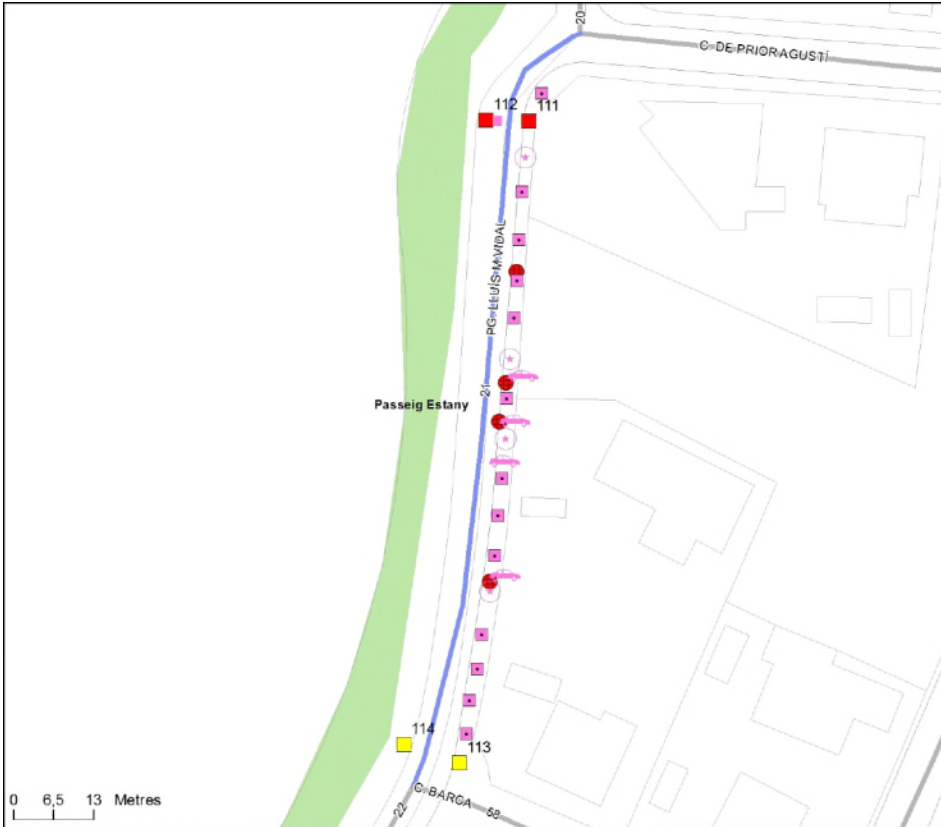 20
C. DE PRIOR AGUSTÍ
112
111
PG. LLUÍS M VIDAL
21
Passeig Estany
114
113
C. BARCA
58
22
0 6,5 13 Metres